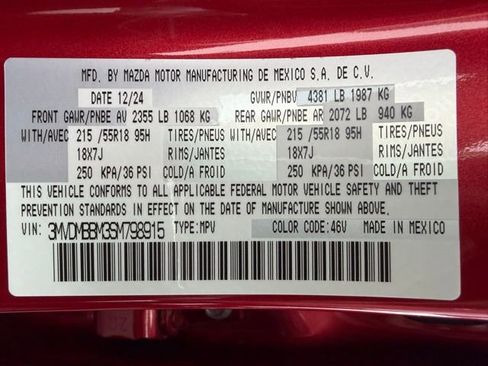 MFD. BY MAZDA MOTOR MANUFACTURING DE MEXICO S.A. DE C.V.
DATE 12/24 GVWR/PNBV 4381 LB 1987 KG
FRONT GAWR/PNBE AV 2355 LB 1068 KG REAR GAWR/PNBE AR 2072 LB 940 KG
WITH/AVEC 215 /55R18 95H TIRES/PNEUS WITH/AVEC 215 /55R18 95H TIRES/PNEUS
18X7J RIMS/JANTES 18X7J RIMS/JANTES
250 KPA/36 PSI COLD/A FROID 250 KPA/36 PSI COLD/A FROID
THIS VEHICLE CONFORMS TO ALL APPLICABLE FEDERAL MOTOR VEHICLE SAFETY AND THEFT
PREVENTION STANDARDS IN EFFECT ON THE DATE OF MANUFACTURE SHOWN ABOVE.
VIN: 3MVDMBBM3SM798915 TYPE:MPV COLOR CODE:46V MADE IN MEXICO